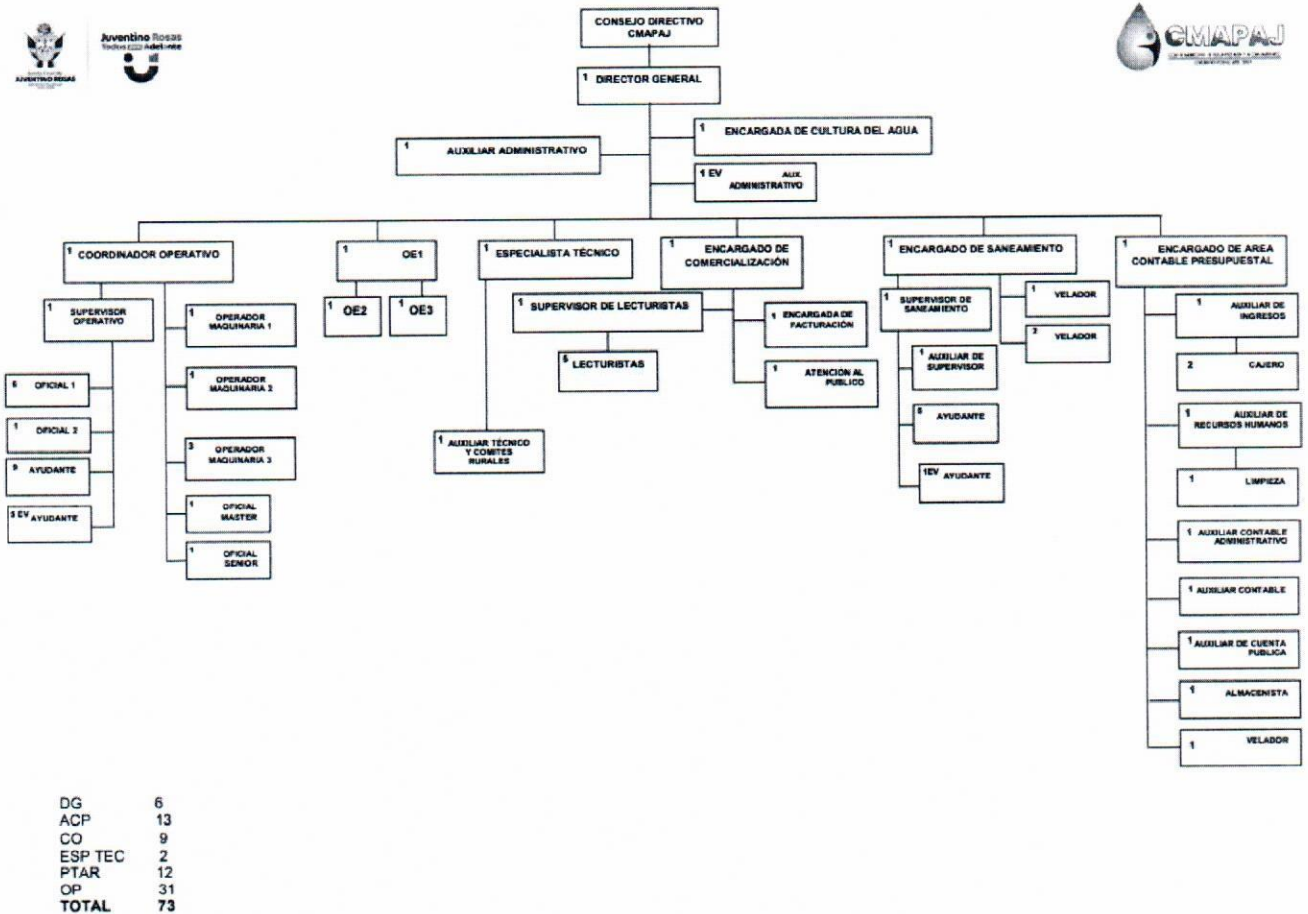 JUVENTINO ROSAS
Juventino Rosas
CMAPAJ
CONSEJO DIRECTIVO
CMAPAJ
1 DIRECTOR GENERAL
1 ENCARGADA DE CULTURA DEL AGUA
1 AUXILIAR ADMINISTRATIVO
1 EV AUX.
ADMINISTRATIVO
1 COORDINADOR OPERATIVO
1 OE1
1 ESPECIALISTA TÉCNICO
1 ENCARGADO DE
COMERCIALIZACIÓN
1 ENCARGADO DE SANEAMIENTO
1 ENCARGADO DE AREA
CONTABLE PRESUPUESTAL
1 SUPERVISOR
OPERATIVO
1 OPERADOR
MAQUINARIA 1
1 OPERADOR
MAQUINARIA 2
3 OPERADOR
MAQUINARIA 3
1 OFICIAL
MASTER
1 OFICIAL
SENIOR
6 OFICIAL 1
1 OFICIAL 2
9 AYUDANTE
5 EV AYUDANTE
1 OE2
1 OE3
1 AUXILIAR TÉCNICO
Y COMITES
RURALES
1 SUPERVISOR DE LECTURISTAS
5 LECTURISTAS
1 ENCARGADA DE
FACTURACIÓN
1 ATENCIÓN AL
PUBLICO
1 SUPERVISOR DE
SANEAMIENTO
1 AUXILIAR DE
SUPERVISOR
5 AYUDANTE
1EV AYUDANTE
1 VELADOR
2 VELADOR
1 AUXILIAR DE
INGRESOS
2 CAJERO
1 AUXILIAR DE
RECURSOS HUMANOS
1 LIMPIEZA
1 AUXILIAR CONTABLE
ADMINISTRATIVO
1 AUXILIAR CONTABLE
1 AUXILIAR DE CUENTA
PUBLICA
1 ALMACENISTA
1 VELADOR
DG 6
ACP 13
CO 9
ESP TEC 2
PTAR 12
OP 31
TOTAL 73